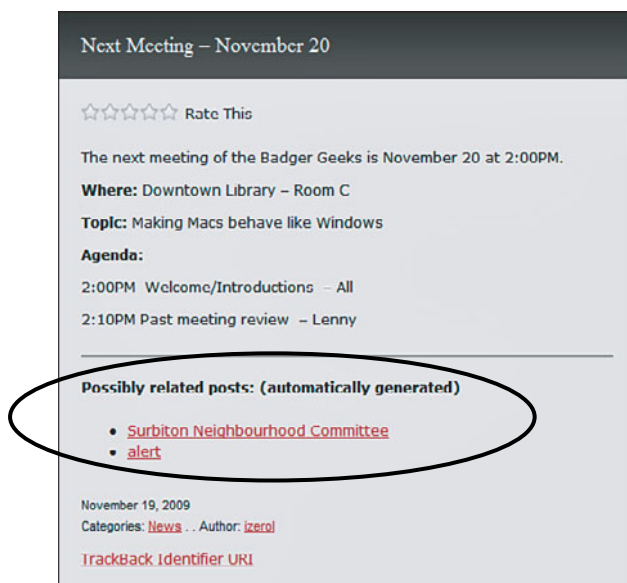 Next Meeting – November 20
Rate This
The next meeting of the Badger Geeks is November 20 at 2:00PM.
Where: Downtown Library – Room C
Topic: Making Macs behave like Windows
Agenda:
2:00PM  Welcome/Introductions  – All
2:10PM Past meeting review  – Lenny
Possibly related posts: (automatically generated)
• Surbiton Neighbourhood Committee
• alert
November 19, 2009
Categories: News . . Author: izerol
TrackBack Identifier URI